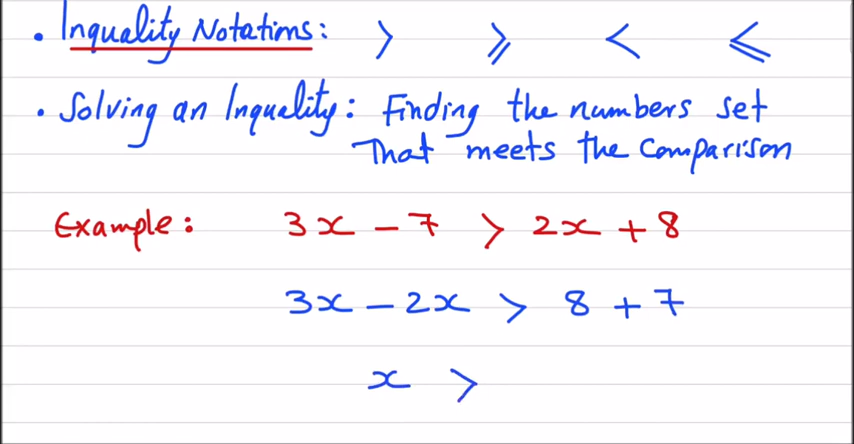 • Inquality Notations: > ⩾ < ⩽
• Solving an Inquality: Finding the numbers set
That meets the Comparison
Example: 3x - 7 > 2x + 8
3x - 2x > 8 + 7
x >